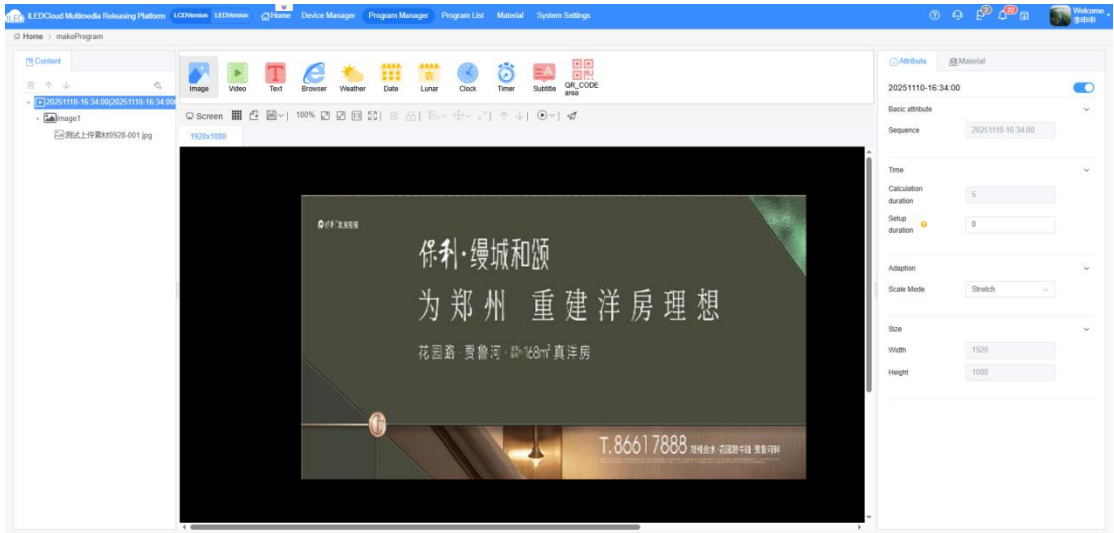 iLEDCloud Multimedia Releasing Platform LCDVersion LEDVersion Home Device Manager Program Manager Program List Material System Settings 2 22 Welcome
Home > makeProgram
Content
20251110-16:34:00(20251110-16:34:00
Image1
测试上传素材0928-001.jpg
Image Video Text Browser Weather Date Lunar Clock Timer Subtitle QR_CODE area
Screen 100%
1920x1080
保利·缦城和颂
为郑州 重建洋房理想
花园路·贾鲁河·168㎡真洋房
T.86617888
Attribute Material
20251110-16:34:00
Basic attribute
Sequence 20251110-16:34:00
Time
Calculation duration 5
Setup duration 0
Adaption
Scale Mode Stretch
Size
Width 1920
Height 1080